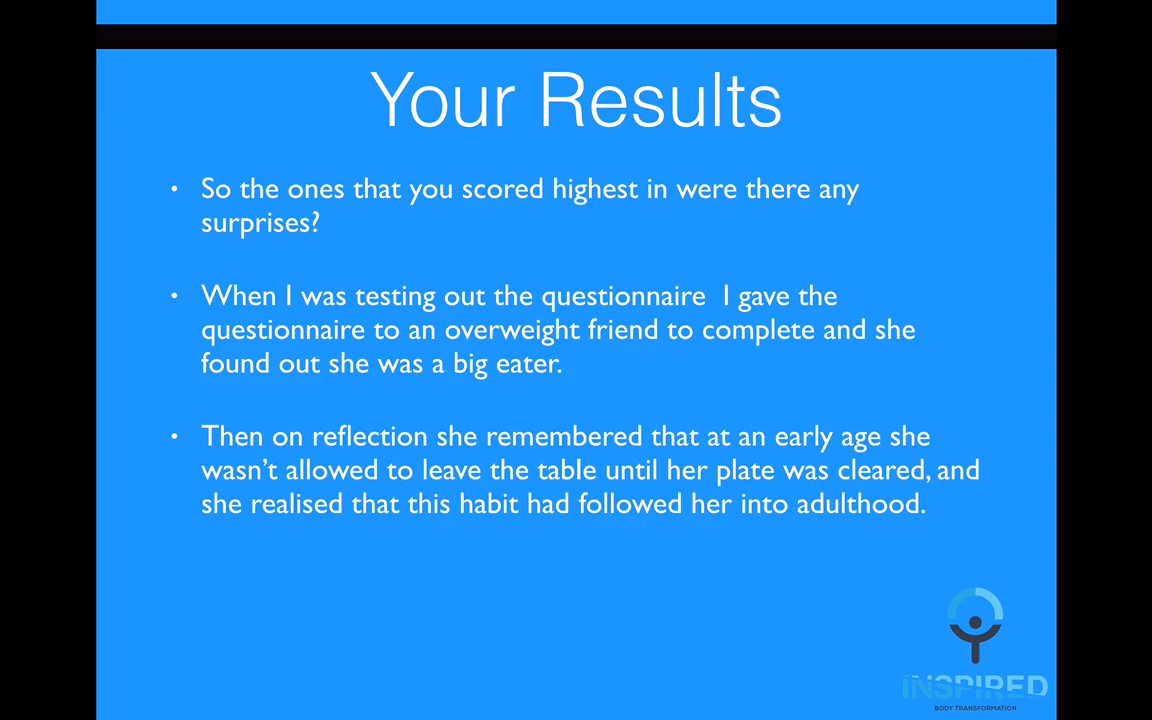 Your Results
• So the ones that you scored highest in were there any
surprises?
• When I was testing out the questionnaire  I gave the
questionnaire to an overweight friend to complete and she
found out she was a big eater.
• Then on reflection she remembered that at an early age she
wasn’t allowed to leave the table until her plate was cleared, and
she realised that this habit had followed her into adulthood.
INSPIRED
BODY TRANSFORMATION